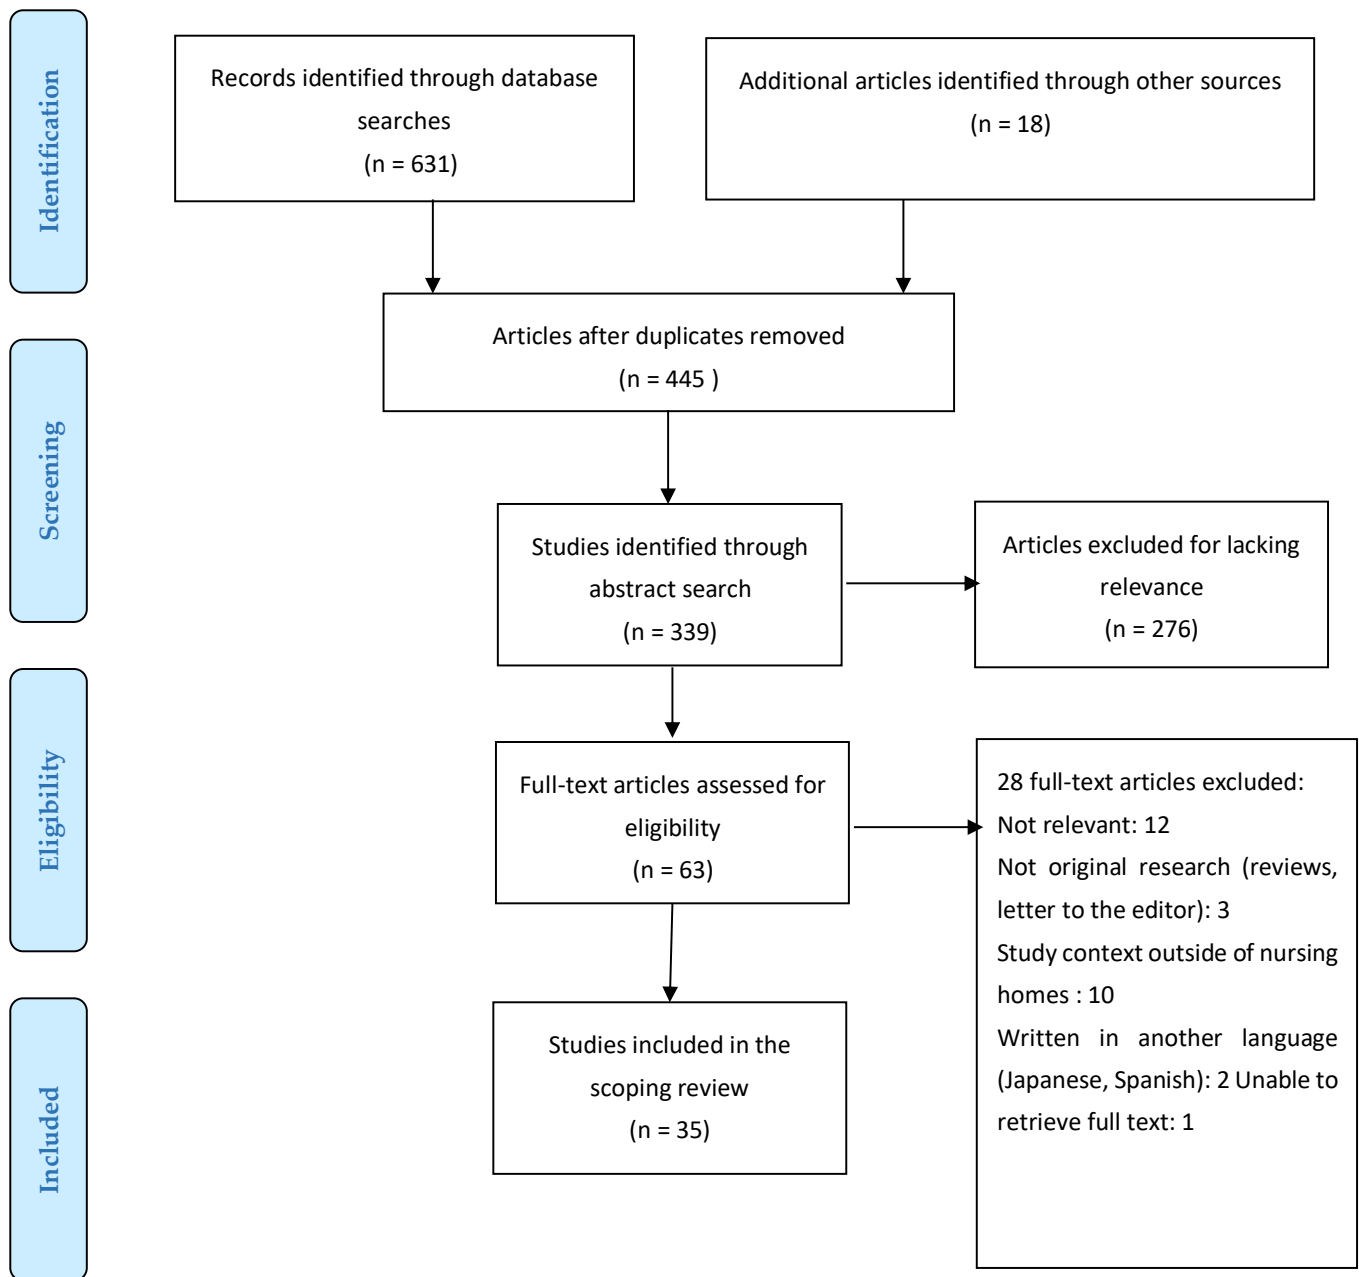 Identification
Records identified through database
searches
(n = 631)
Additional articles identified through other sources
(n = 18)
Articles after duplicates removed
(n = 445 )
Screening
Studies identified through
abstract search
(n = 339)
Articles excluded for lacking
relevance
(n = 276)
Eligibility
Full-text articles assessed for
eligibility
(n = 63)
28 full-text articles excluded:
Not relevant: 12
Not original research (reviews,
letter to the editor): 3
Study context outside of nursing
homes : 10
Written in another language
(Japanese, Spanish): 2 Unable to
retrieve full text: 1
Included
Studies included in the
scoping review
(n = 35)